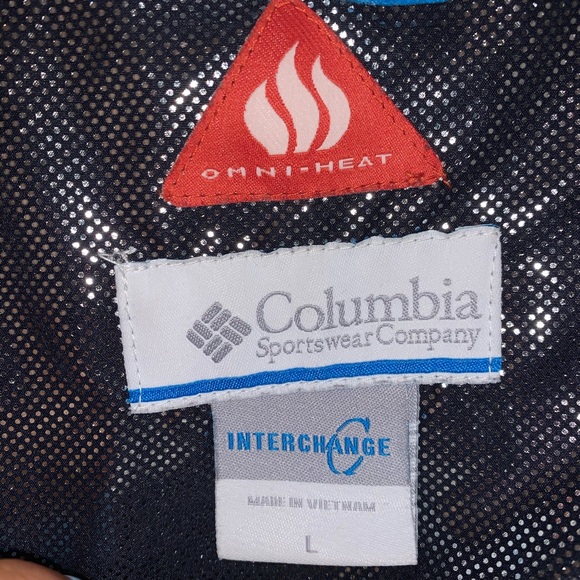 OMNI-HEAT
Columbia
Sportswear Company
INTERCHANGE
MADE IN VIETNAM
L